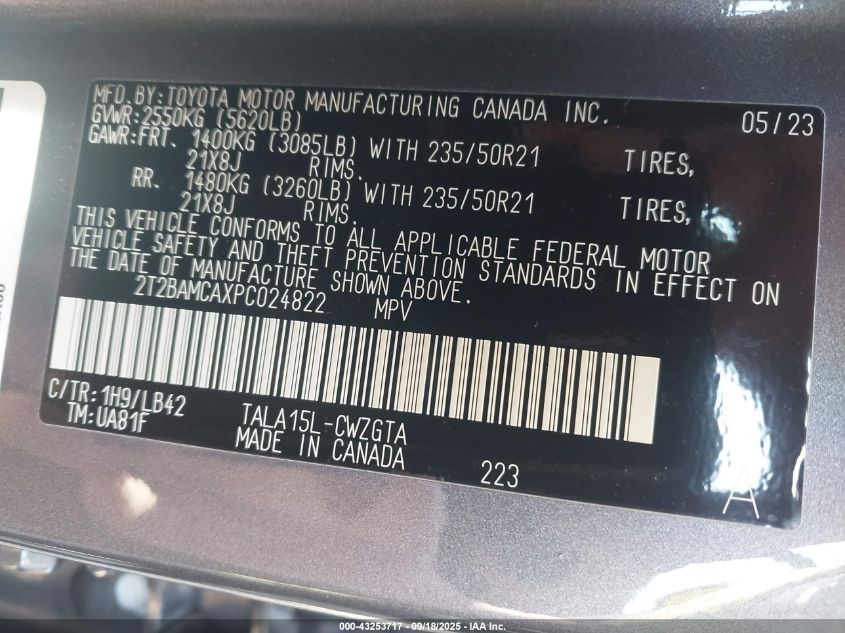 MFD.BY:TOYOTA MOTOR MANUFACTURING CANADA INC. 05/23
GVWR:2550KG (5620LB)
GAWR:FRT. 1400KG (3085LB) WITH 235/50R21 TIRES,
21X8J RIMS.
RR. 1480KG (3260LB) WITH 235/50R21 TIRES,
21X8J RIMS.
THIS VEHICLE CONFORMS TO ALL APPLICABLE FEDERAL MOTOR
VEHICLE SAFETY AND THEFT PREVENTION STANDARDS IN EFFECT ON
THE DATE OF MANUFACTURE SHOWN ABOVE.
2T2BAMCAXPC024822 MPV
C/TR:1H9/LB42 TALA15L-CWZGTA
TM:UA81F MADE IN CANADA 223
A
000-43253717 - 09/18/2025 - IAA Inc.